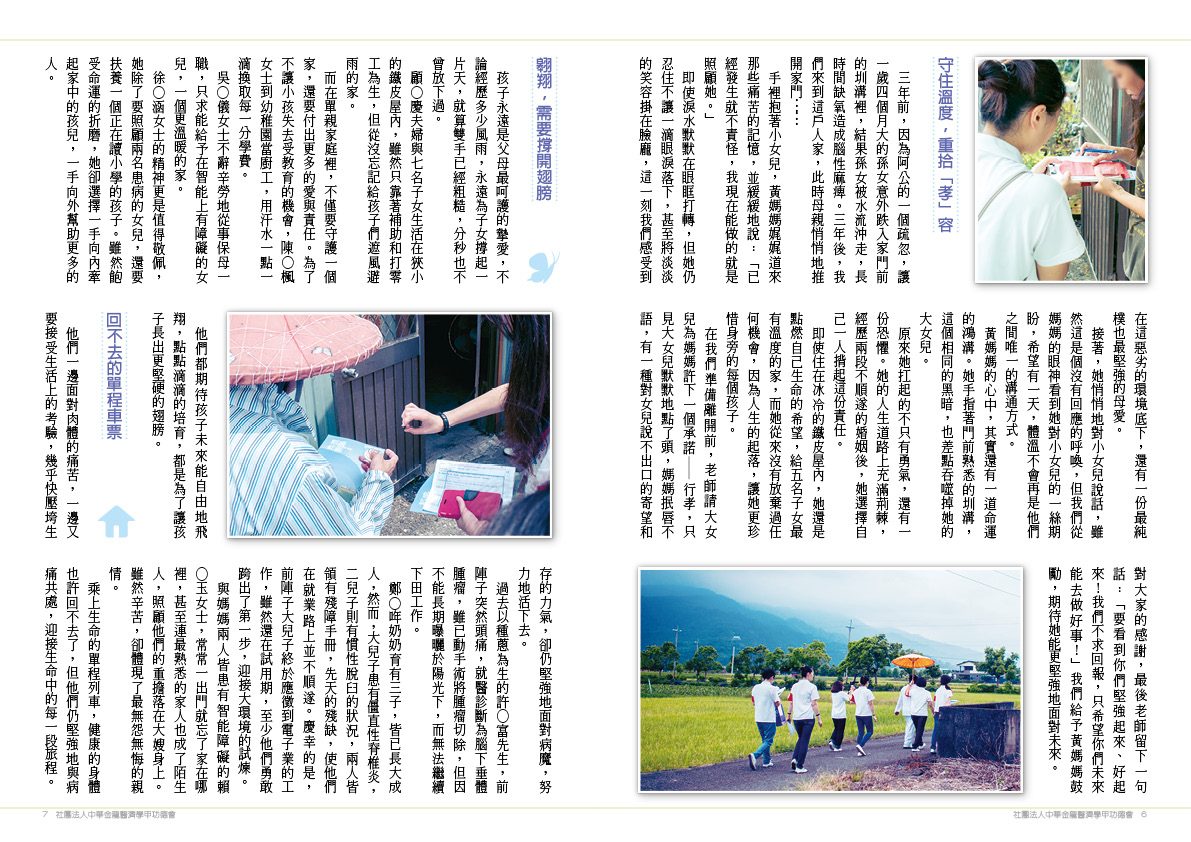 守住溫度，重拾「孝」容
三年前，因為阿公的一個疏忽，讓
一歲四個月大的孫女意外跌入家門前
的圳溝裡，結果孫女被水流沖走，長
時間缺氧造成腦性麻痺。三年後，我
們來到這戶人家，此時母親悄悄地推
開家門⋯⋯
手裡抱著小女兒，黃媽媽娓娓道來
那些痛苦的記憶，並緩緩地說：「已
經發生就不責怪，我現在能做的就是
照顧她。」
即使淚水默默在眼眶打轉，但她仍
忍住不讓一滴眼淚落下，甚至將淡淡
的笑容掛在臉龐，這一刻我們感受到
在這惡劣的環境底下，還有一份最純
樸也最堅強的母愛。
接著，她悄悄地對小女兒說話，雖
然這是個沒有回應的呼喚，但我們從
媽媽的眼神看到她對小女兒的一絲期
盼，希望有一天，體溫不會再是他們
之間唯一的溝通方式。
黃媽媽的心中，其實還有一道命運
的鴻溝。她手指著門前熟悉的圳溝，
這個相同的黑暗，也差點吞噬掉她的
大女兒。
原來她扛起的不只有勇氣，還有一
份恐懼。她的人生道路上充滿荊棘，
經歷兩段不順遂的婚姻後，她選擇自
己一人揹起這份責任。
即使住在冰冷的鐵皮屋內，她還是
點燃自己生命的希望，給五名子女最
有溫度的家，而她從來沒有放棄過任
何機會，因為人生的起落，讓她更珍
惜身旁的每個孩子。
在我們準備離開前，老師請大女
兒為媽媽許下一個承諾——行孝，只
見大女兒默默地點了頭，媽媽抿唇不
語，有一種對女兒說不出口的寄望和
對大家的感謝，最後老師留下一句
話：「要看到你們堅強起來、好起
來！我們不求回報，只希望你們未來
能去做好事！」我們給予黃媽媽鼓
勵，期待她能更堅強地面對未來。
社團法人中華金龍醫濟學甲功德會 6
翱翔，需要撐開翅膀
孩子永遠是父母最呵護的摯愛，不
論經歷多少風雨，永遠為子女撐起一
片天，就算雙手已經粗糙，分秒也不
曾放下過。
顧○慶夫婦與七名子女生活在狹小
的鐵皮屋內，雖然只靠著補助和打零
工為生，但從沒忘記給孩子們遮風避
雨的家。
而在單親家庭裡，不僅要守護一個
家，還要付出更多的愛與責任。為了
不讓小孩失去受教育的機會，陳○楓
女士到幼稚園當廚工，用汗水一點一
滴換取每一分學費。
吳○儀女士不辭辛勞地從事保母一
職，只求能給予在智能上有障礙的女
兒，一個更溫暖的家。
徐○涵女士的精神更是值得敬佩，
她除了要照顧兩名患病的女兒，還要
扶養一個正在讀小學的孩子。雖然飽
受命運的折磨，她卻選擇一手向內牽
起家中的孩兒，一手向外幫助更多的
人。
他們都期待孩子未來能自由地飛
翔，點點滴滴的培育，都是為了讓孩
子長出更堅硬的翅膀。
回不去的單程車票
他們一邊面對肉體的痛苦，一邊又
要接受生活上的考驗，幾乎快壓垮生
存的力氣，卻仍堅強地面對病魔，努
力地活下去。
過去以種蔥為生的許○富先生，前
陣子突然頭痛，就醫診斷為腦下垂體
腫瘤，雖已動手術將腫瘤切除，但因
不能長期曝曬於陽光下，而無法繼續
下田工作。
鄭○哖奶奶育有三子，皆已長大成
人，然而，大兒子患有僵直性脊椎炎，
二兒子則有慣性脫臼的狀況，兩人皆
領有殘障手冊，先天的殘缺，使他們
在就業路上並不順遂。慶幸的是，
前陣子大兒子終於應徵到電子業的工
作，雖然還在試用期，至少他們勇敢
跨出了第一步，迎接大環境的試煉。
與媽媽兩人皆患有智能障礙的賴
○玉女士，常常一出門就忘了家在哪
裡，甚至連最熟悉的家人也成了陌生
人，照顧他們的重擔落在大嫂身上。
雖然辛苦，卻體現了最無怨無悔的親
情。
乘上生命的單程列車，健康的身體
也許回不去了，但他們仍堅強地與病
痛共處，迎接生命中的每一段旅程。
7 社團法人中華金龍醫濟學甲功德會